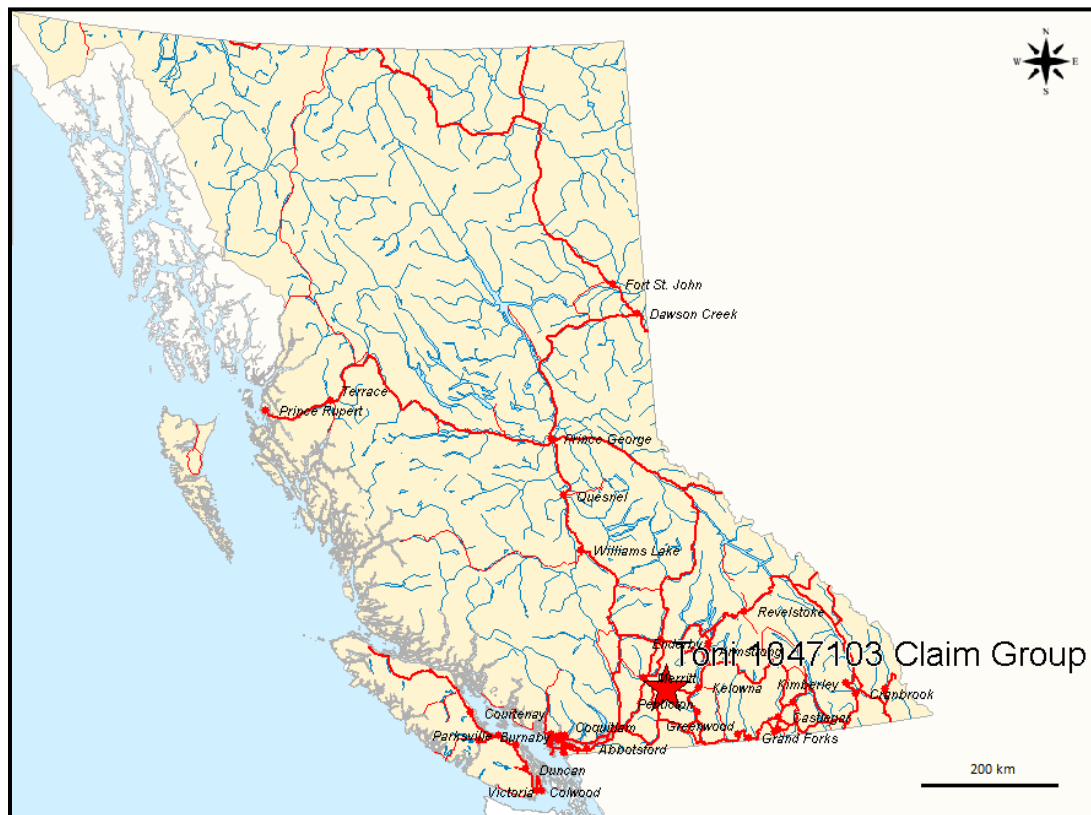 N
W E
S
Fort St. John
Dawson Creek
Terrace
Prince Rupert
Prince George
Quesnel
Williams Lake
Revelstoke
Enderby
Armstrong
Toni 1047103 Claim Group
Merritt
Kelowna
Kimberley
Cranbrook
Penticton
Greenwood
Castlegar
Grand Forks
Courtenay
Coquitlam
Parksville
Burnaby
Abbotsford
Duncan
Victoria
Colwood
200 km